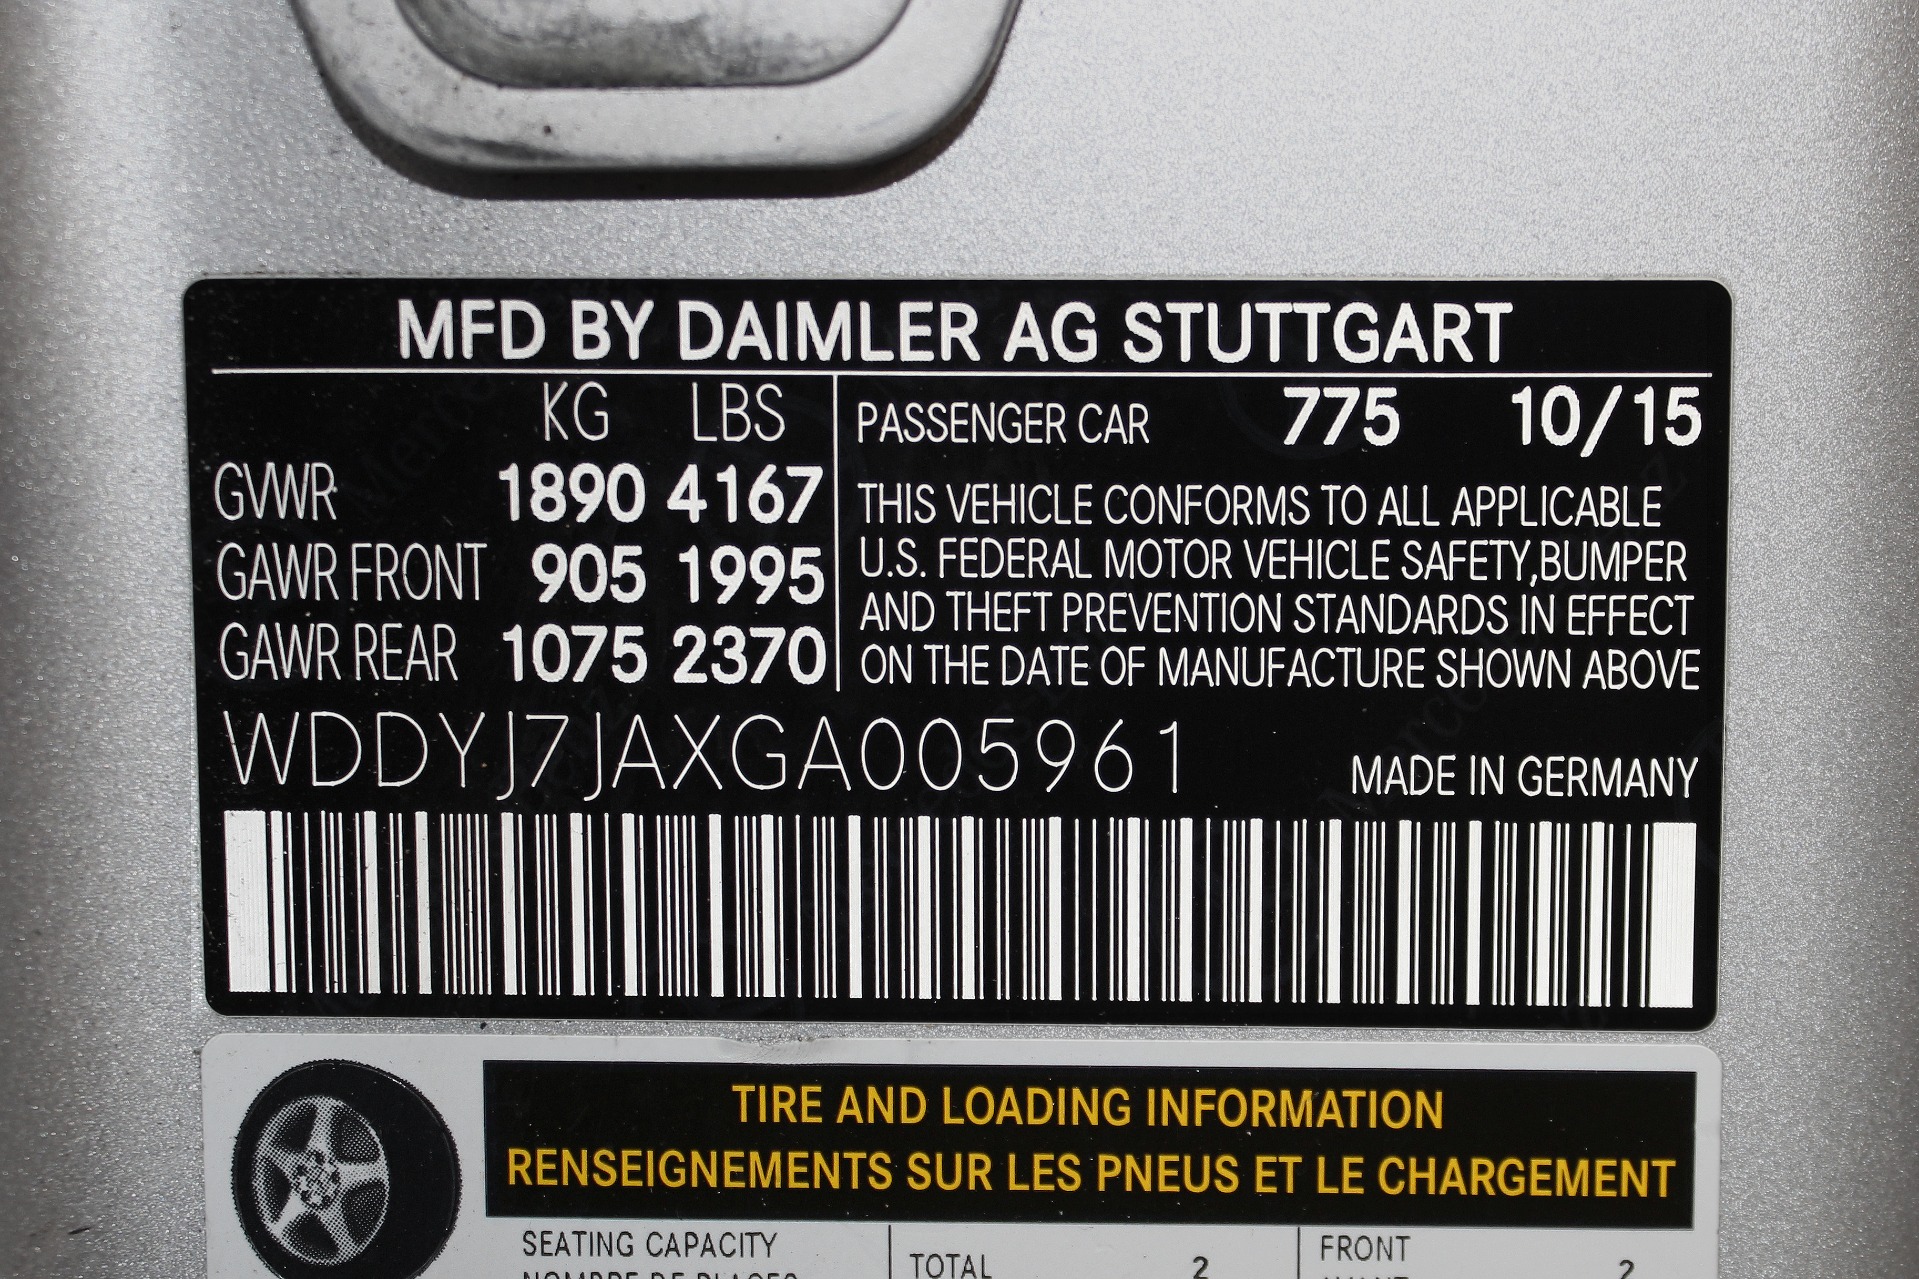 MFD BY DAIMLER AG STUTTGART
KG LBS
GVWR 1890 4167
GAWR FRONT 905 1995
GAWR REAR 1075 2370
PASSENGER CAR 775 10/15
THIS VEHICLE CONFORMS TO ALL APPLICABLE
U.S. FEDERAL MOTOR VEHICLE SAFETY,BUMPER
AND THEFT PREVENTION STANDARDS IN EFFECT
ON THE DATE OF MANUFACTURE SHOWN ABOVE
WDDYJ7JAXGA005961
MADE IN GERMANY
TIRE AND LOADING INFORMATION
RENSEIGNEMENTS SUR LES PNEUS ET LE CHARGEMENT
SEATING CAPACITY
TOTAL 2
FRONT 2